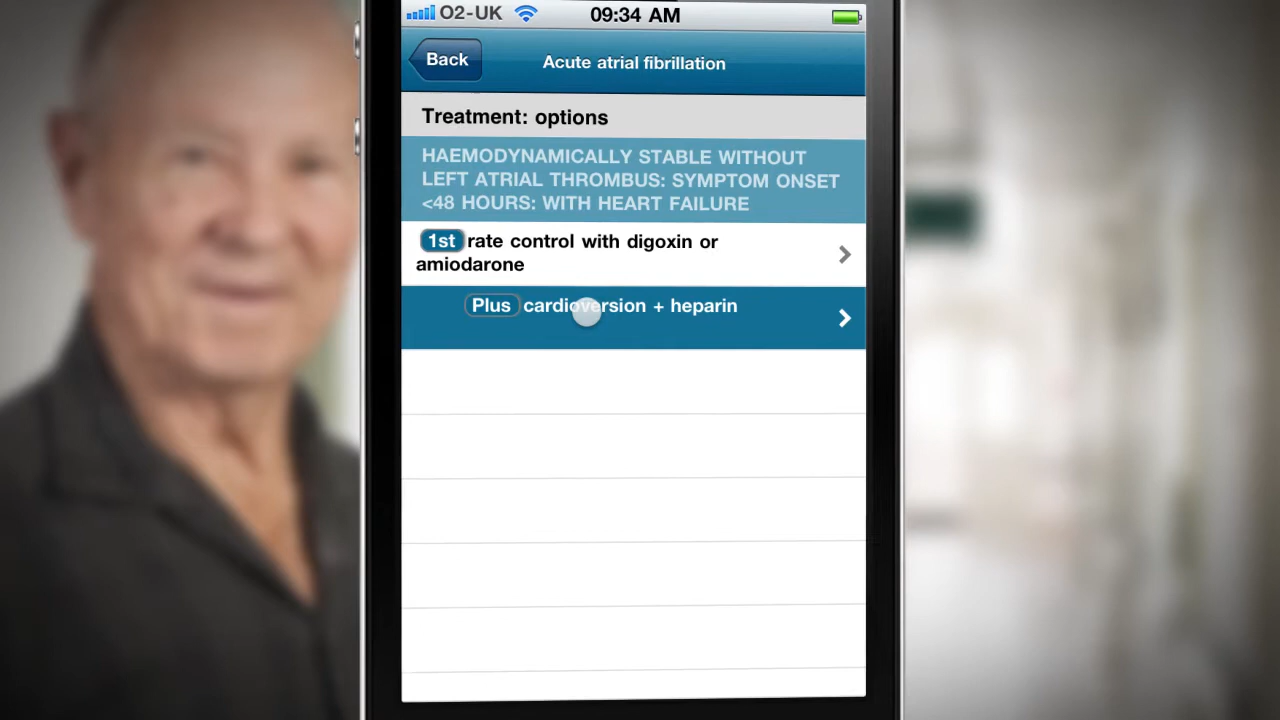 O2-UK 09:34 AM
Back Acute atrial fibrillation
Treatment: options
HAEMODYNAMICALLY STABLE WITHOUT
LEFT ATRIAL THROMBUS: SYMPTOM ONSET
<48 HOURS: WITH HEART FAILURE
1st rate control with digoxin or
amiodarone
Plus cardioversion + heparin